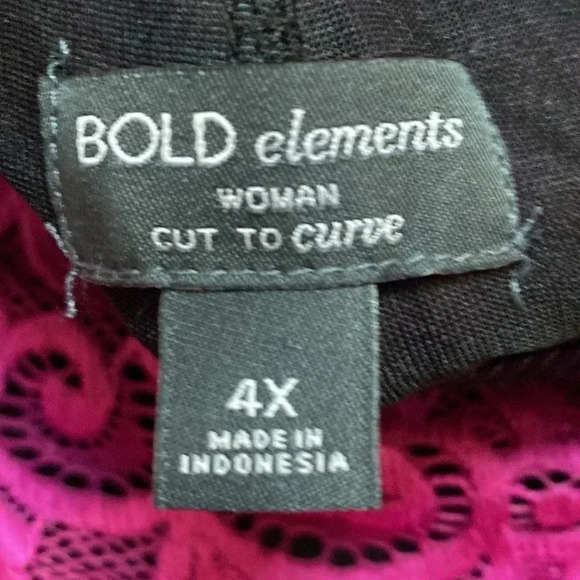 BOLD elements
WOMAN
CUT TO curve
4X
MADE IN
INDONESIA